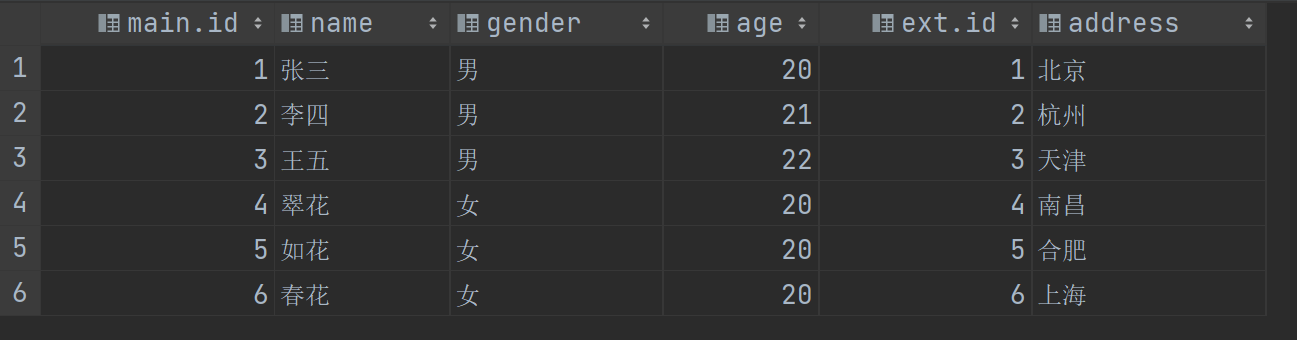 main.id name gender age ext.id address
1 1 张三 男 20 1 北京
2 2 李四 男 21 2 杭州
3 3 王五 男 22 3 天津
4 4 翠花 女 20 4 南昌
5 5 如花 女 20 5 合肥
6 6 春花 女 20 6 上海